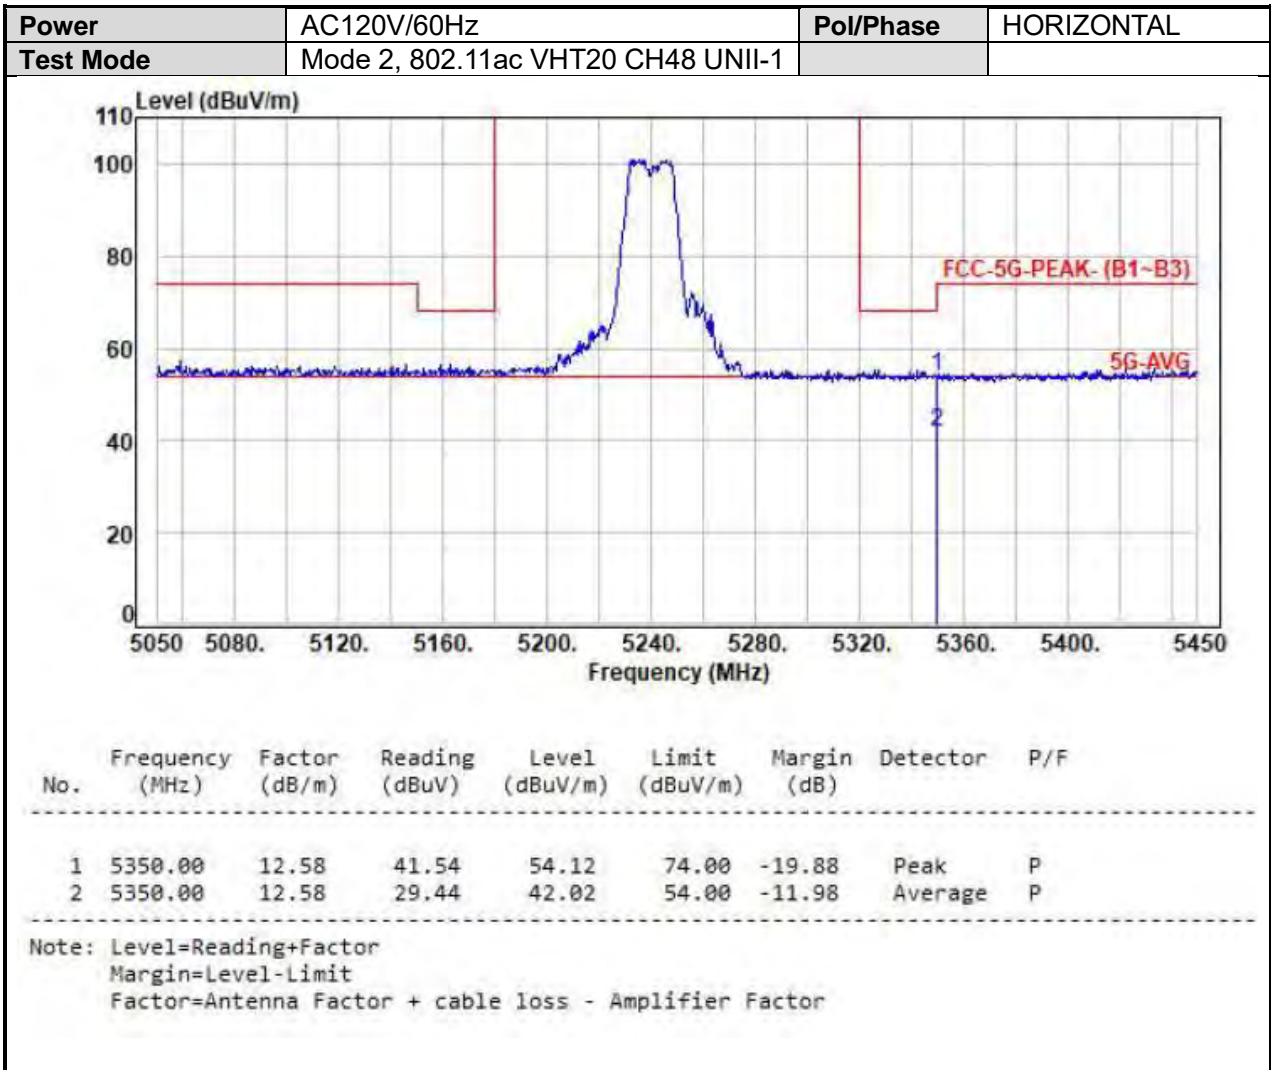 Power AC120V/60Hz Pol/Phase HORIZONTAL
Test Mode Mode 2, 802.11ac VHT20 CH48 UNII-1
Level (dBuV/m)
110
100
80
FCC-5G-PEAK- (B1~B3)
60
1
5G-AVG
2
40
20
0
5050 5080. 5120. 5160. 5200. 5240. 5280. 5320. 5360. 5400. 5450
Frequency (MHz)
Frequency Factor Reading Level Limit Margin Detector P/F
No. (MHz) (dB/m) (dBuV) (dBuV/m) (dBuV/m) (dB)
1 5350.00 12.58 41.54 54.12 74.00 -19.88 Peak P
2 5350.00 12.58 29.44 42.02 54.00 -11.98 Average P
Note: Level=Reading+Factor
Margin=Level-Limit
Factor=Antenna Factor + cable loss - Amplifier Factor